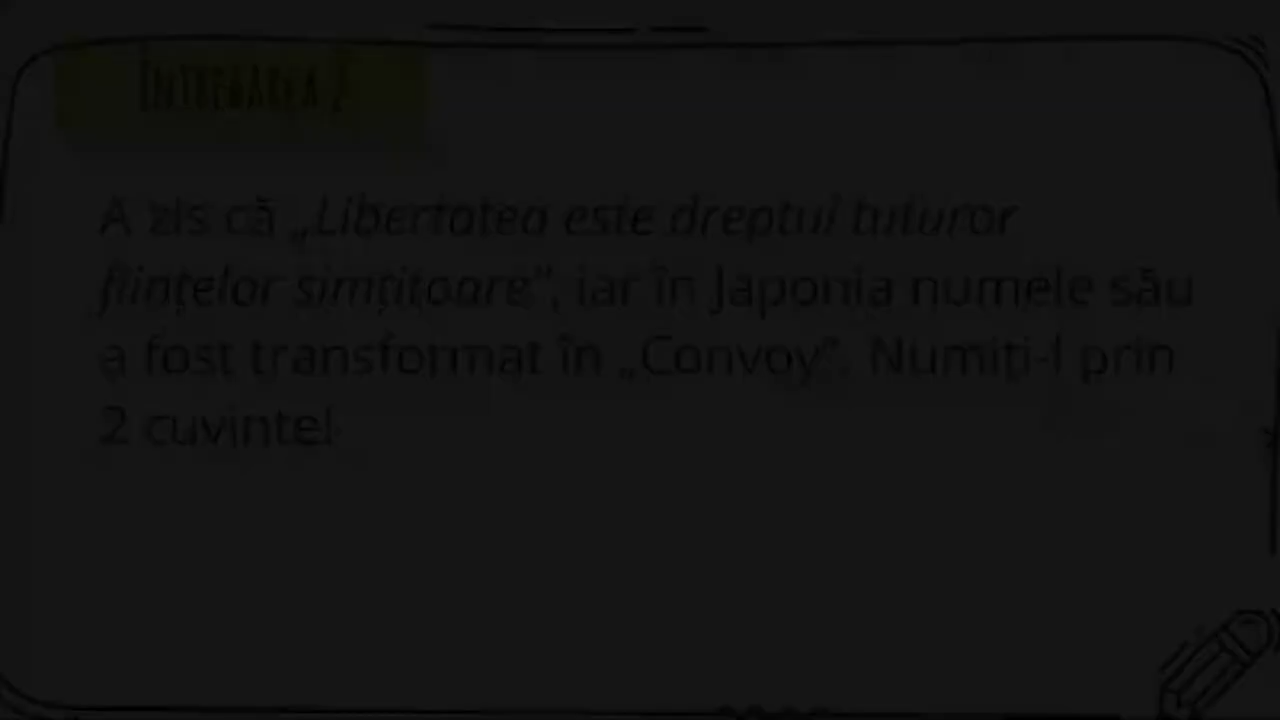 ÎNTREBAREA 2
A zis că „Libertatea este dreptul tuturor
ființelor simțitoare”, iar în Japonia numele său
a fost transformat în „Convoy”. Numiți-l prin
2 cuvinte!